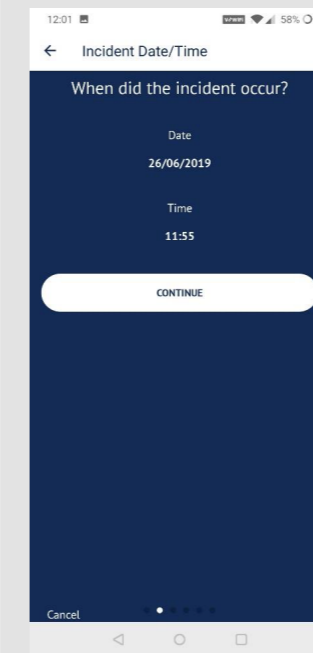 12:01 58%
Incident Date/Time
When did the incident occur?
Date
26/06/2019
Time
11:55
CONTINUE
Cancel